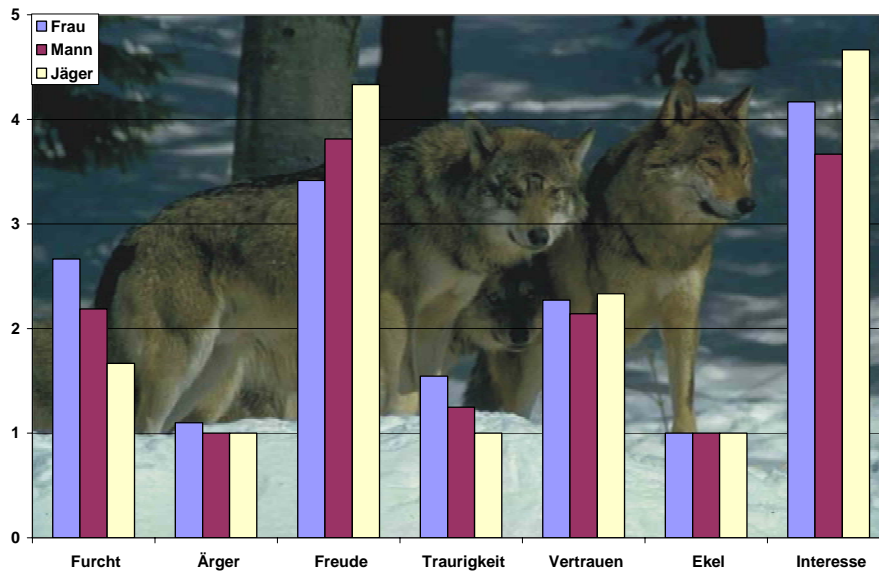 5
4
3
2
1
0
Frau
Mann
Jäger
Furcht Ärger Freude Traurigkeit Vertrauen Ekel Interesse